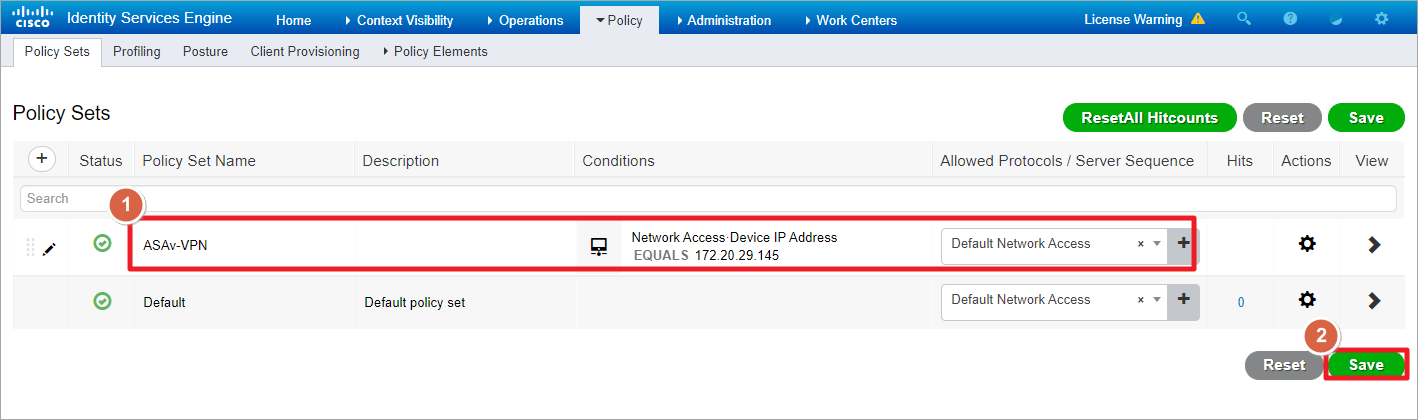 CISCO Identity Services Engine Home Context Visibility Operations Policy Administration Work Centers License Warning
Policy Sets Profiling Posture Client Provisioning Policy Elements
Policy Sets
ResetAll Hitcounts Reset Save
+ Status Policy Set Name Description Conditions Allowed Protocols / Server Sequence Hits Actions View
Search
1
ASAv-VPN Network Access·Device IP Address Default Network Access × +
EQUALS 172.20.29.145
Default Default policy set Default Network Access × + 0
2
Reset Save